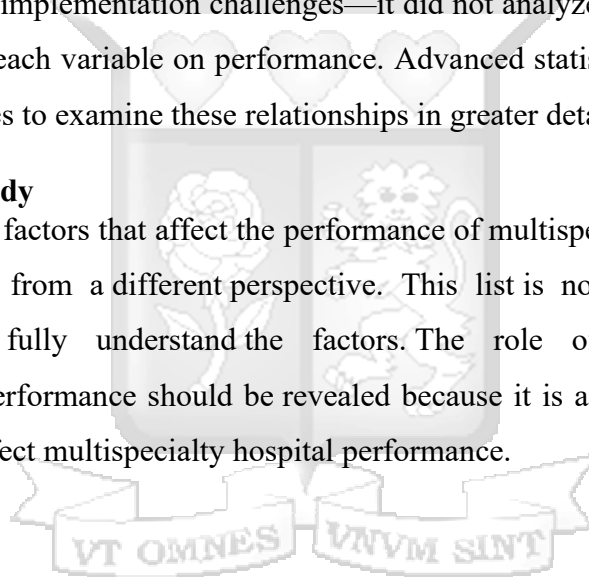 implementation challenges—it did not analyze
each variable on performance. Advanced statis
es to examine these relationships in greater deta
dy
factors that affect the performance of multispe
from a different perspective. This list is no
fully understand the factors. The role o
erformance should be revealed because it is a
fect multispecialty hospital performance.
VT OMNES VNVM SINT